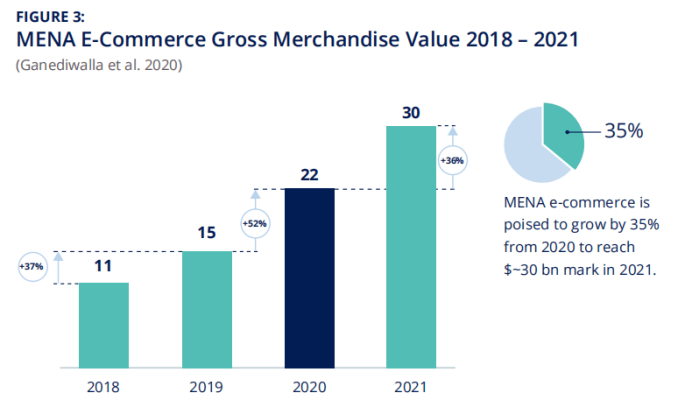 FIGURE 3:
MENA E-Commerce Gross Merchandise Value 2018 – 2021
(Ganediwalla et al. 2020)
30
35%
+36%
22
MENA e-commerce is
poised to grow by 35%
from 2020 to reach
$~30 bn mark in 2021.
+52%
15
+37%
11
2018
2019
2020
2021